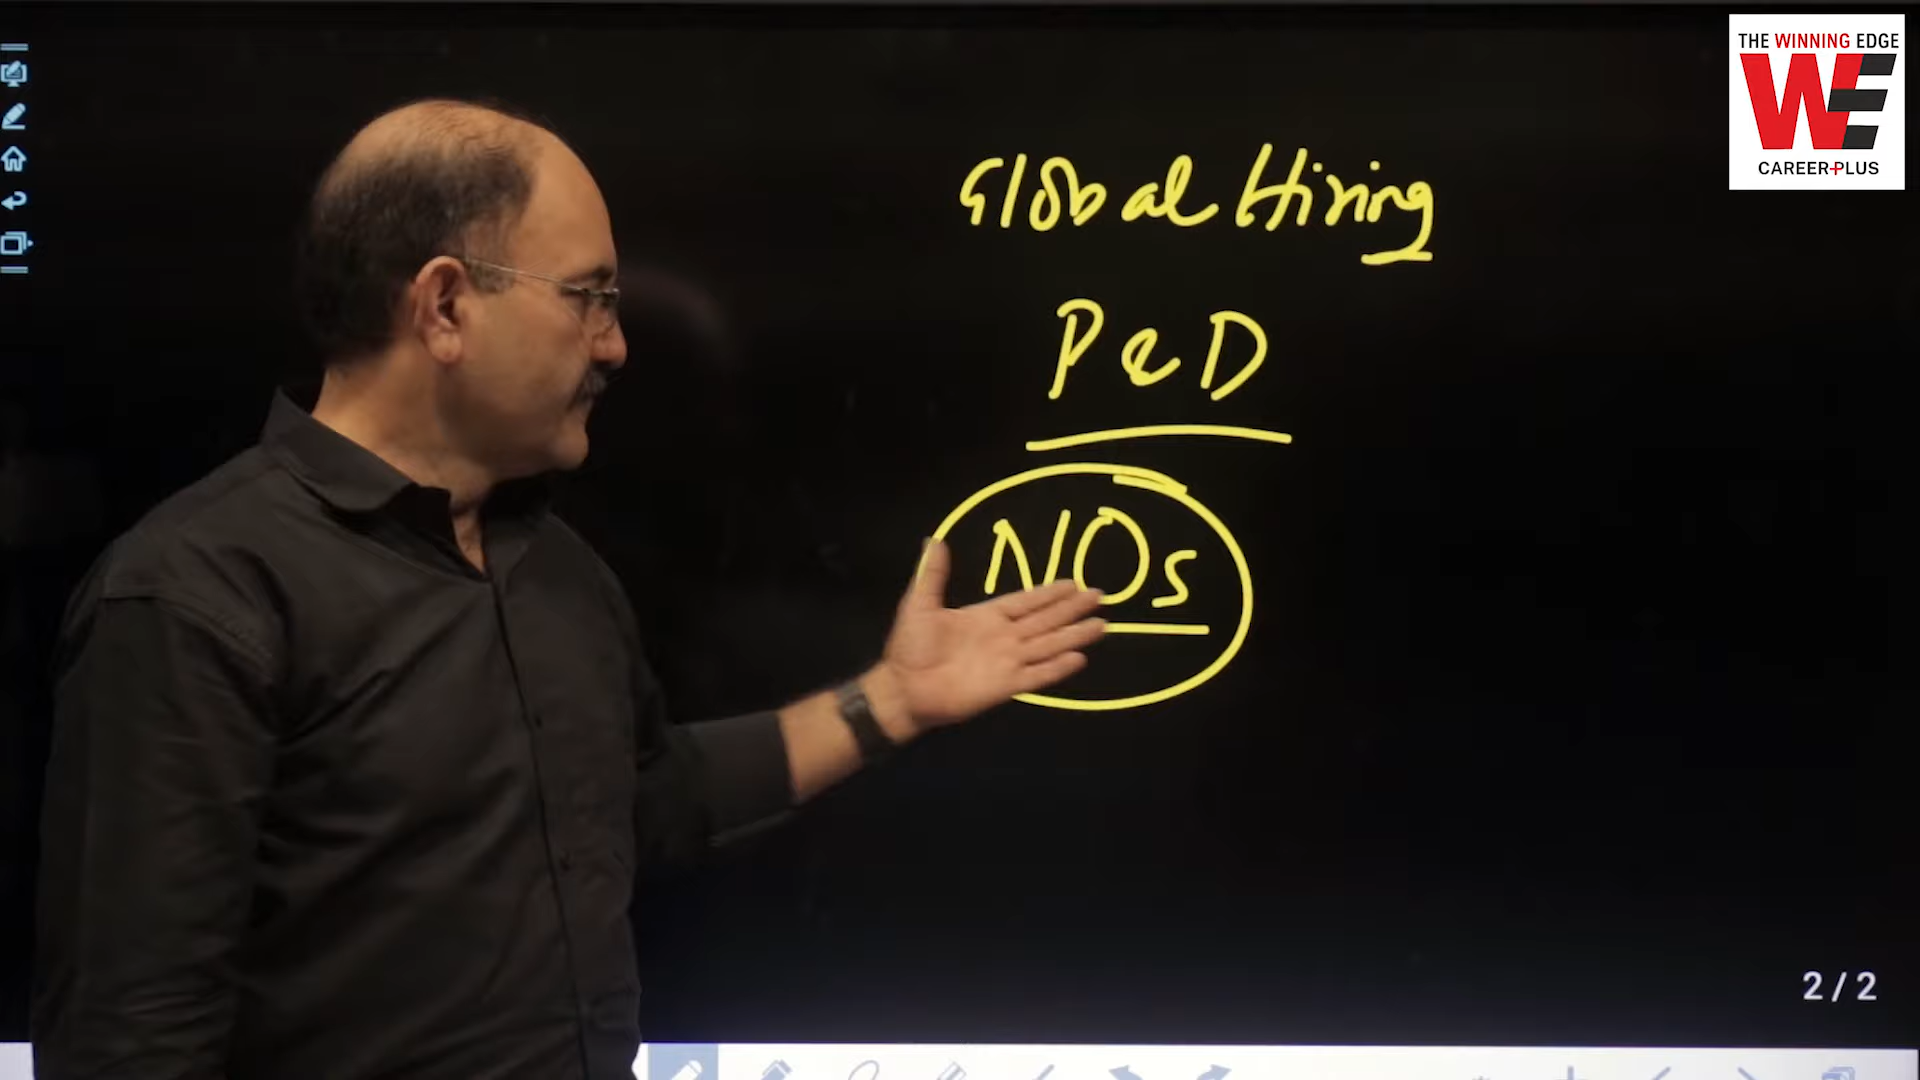 THE WINNING EDGE
WE
CAREER+PLUS
Global Hiring
P & D
NOs
2 / 2